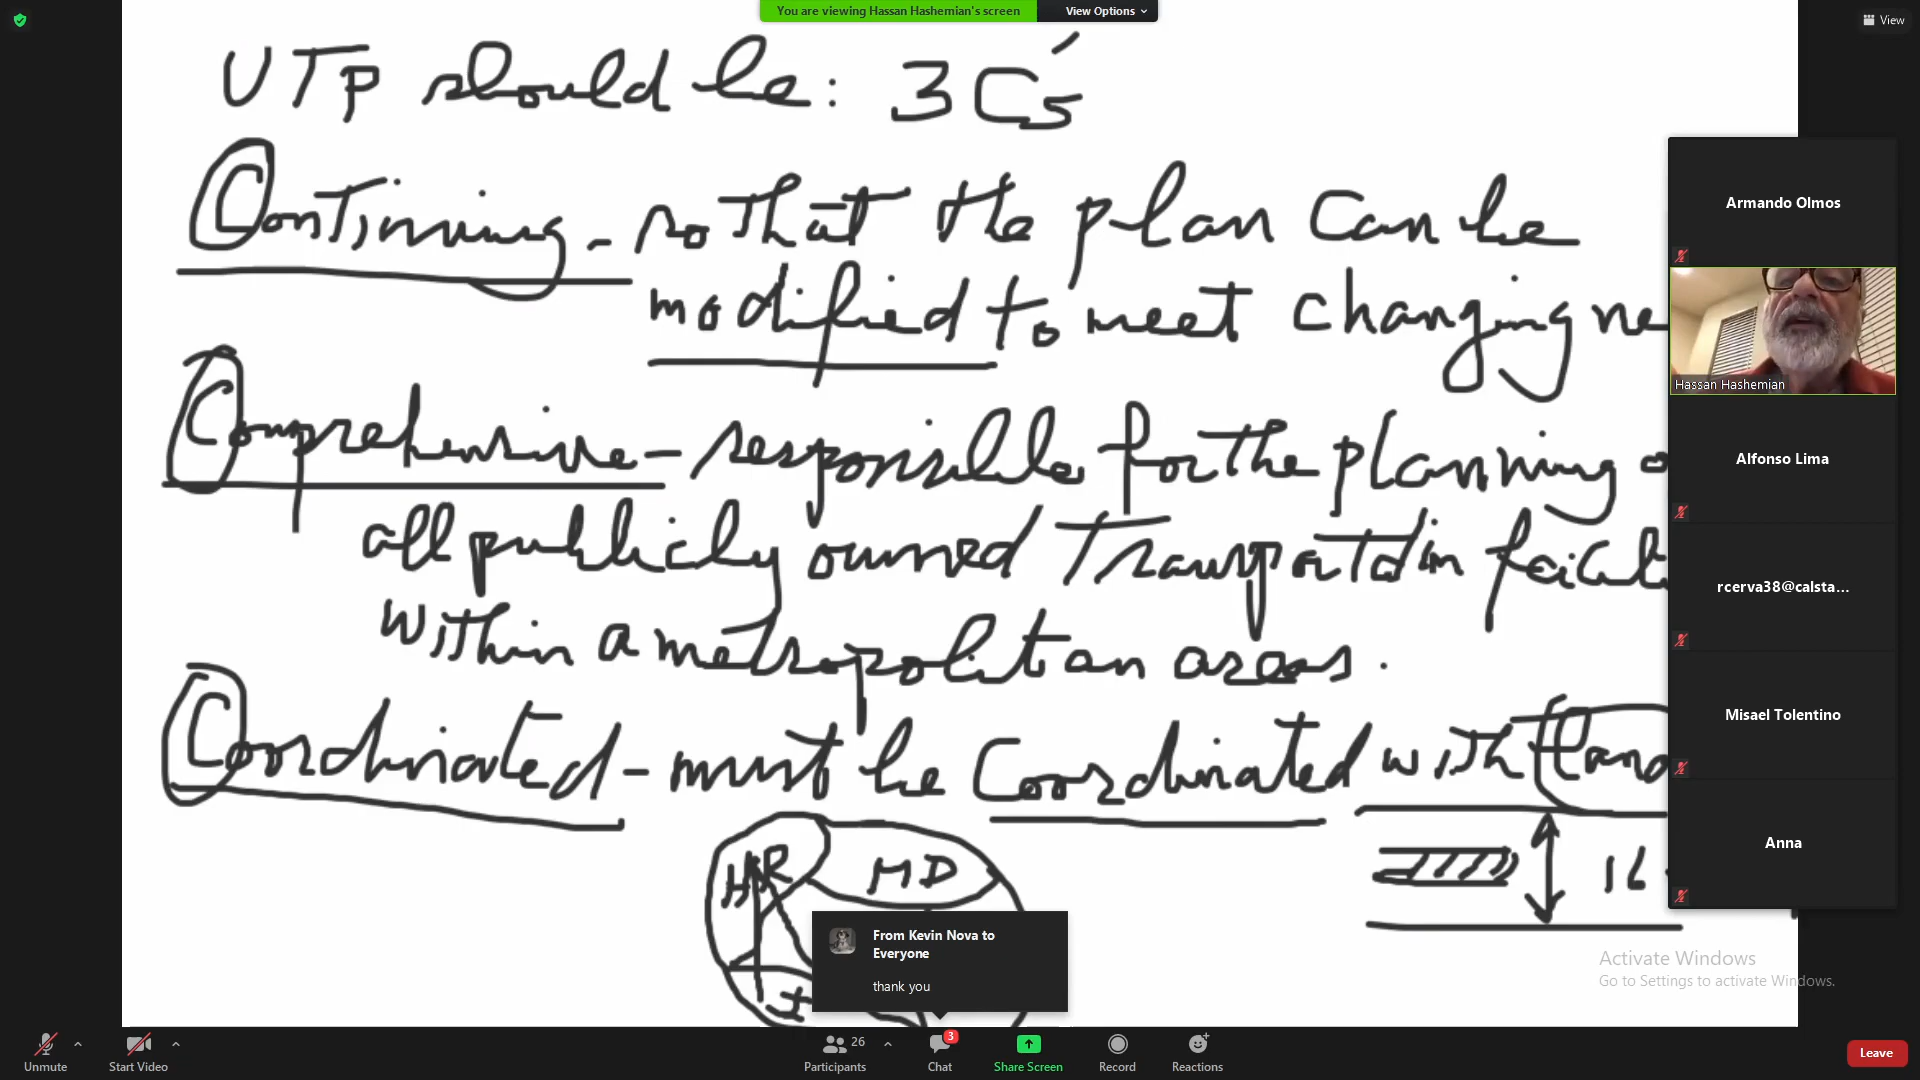 You are viewing Hassan Hashemian's screen
View Options
View
UTP should be: 3 C's
Continuing - so that the plan can be
modified to meet changing ne
Comprehensive - responsible for the planning o
all publicly owned Transportation
within a metropolitan areas.
Coordinated - must be Coordinated with Land
HR
MD
I
16
Armando Olmos
Hassan Hashemian
Alfonso Lima
rcerva38@calsta...
Misael Tolentino
Anna
From Kevin Nova to
Everyone
thank you
Activate Windows
Go to Settings to activate Windows.
Unmute
Start Video
26
Participants
3
Chat
Share Screen
Record
Reactions
Leave